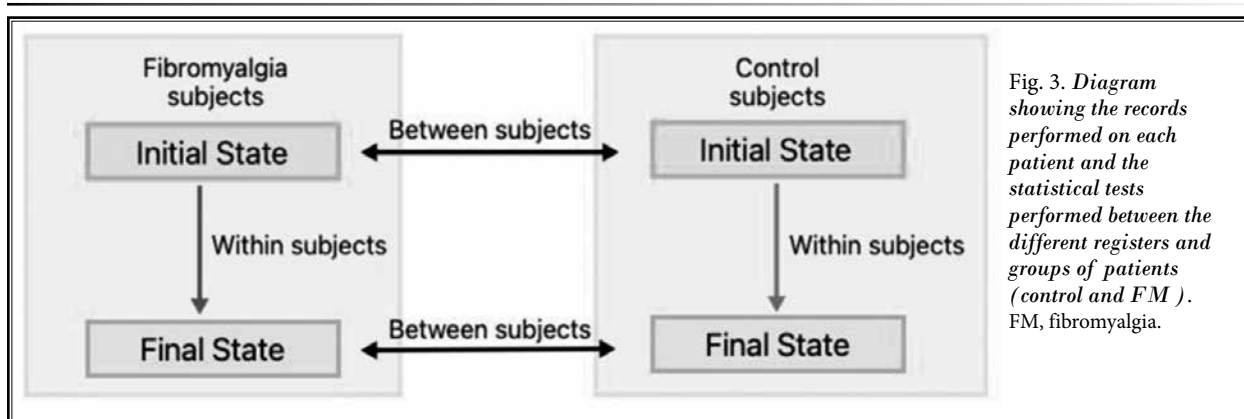 Fibromyalgia
subjects
Initial State
Within subjects
Final State
Between subjects
Between subjects
Control
subjects
Initial State
Within subjects
Final State
Fig. 3. Diagram
showing the records
performed on each
patient and the
statistical tests
performed between the
different registers and
groups of patients
(control and FM ).
FM, fibromyalgia.